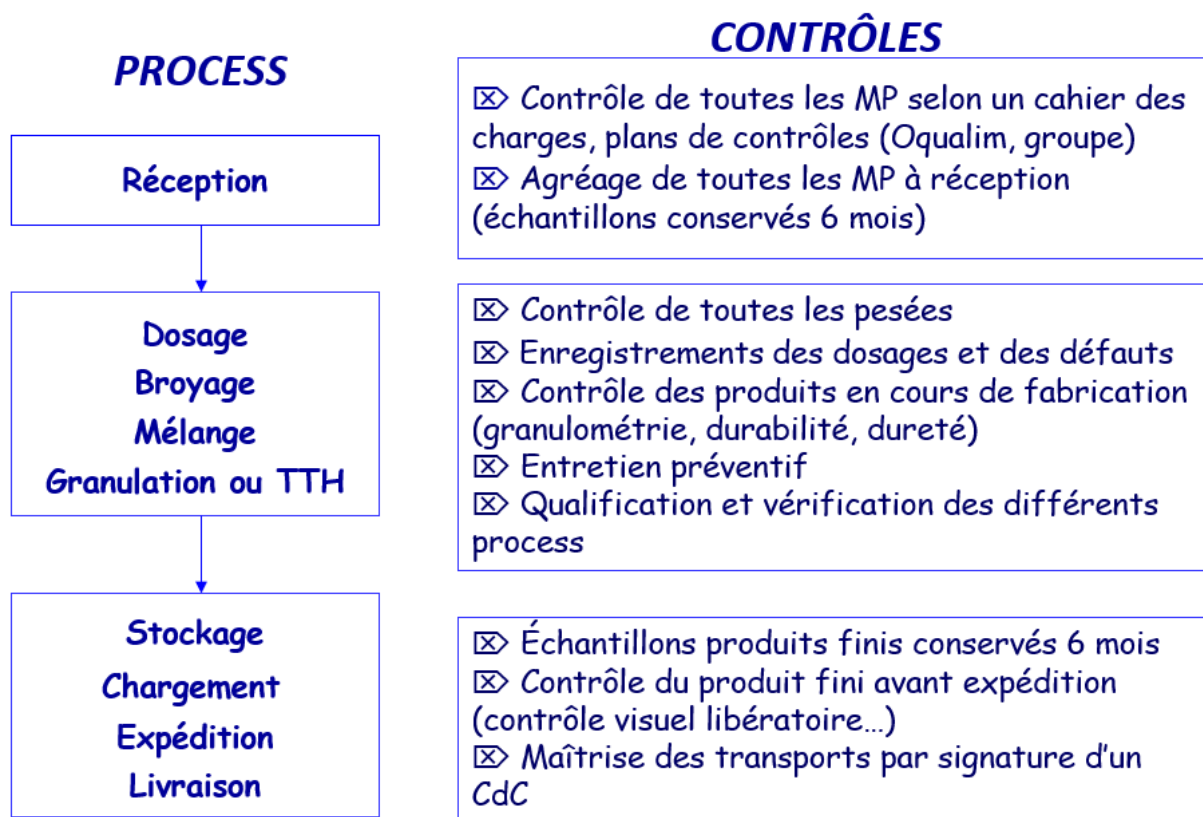 PROCESS
CONTRÔLES
Réception
⌦ Contrôle de toutes les MP selon un cahier des
charges, plans de contrôles (Oqualim, groupe)
⌦ Agréage de toutes les MP à réception
(échantillons conservés 6 mois)
Dosage
Broyage
Mélange
Granulation ou TTH
⌦ Contrôle de toutes les pesées
⌦ Enregistrements des dosages et des défauts
⌦ Contrôle des produits en cours de fabrication
(granulométrie, durabilité, dureté)
⌦ Entretien préventif
⌦ Qualification et vérification des différents
process
Stockage
Chargement
Expédition
Livraison
⌦ Échantillons produits finis conservés 6 mois
⌦ Contrôle du produit fini avant expédition
(contrôle visuel libératoire…)
⌦ Maîtrise des transports par signature d’un
CdC